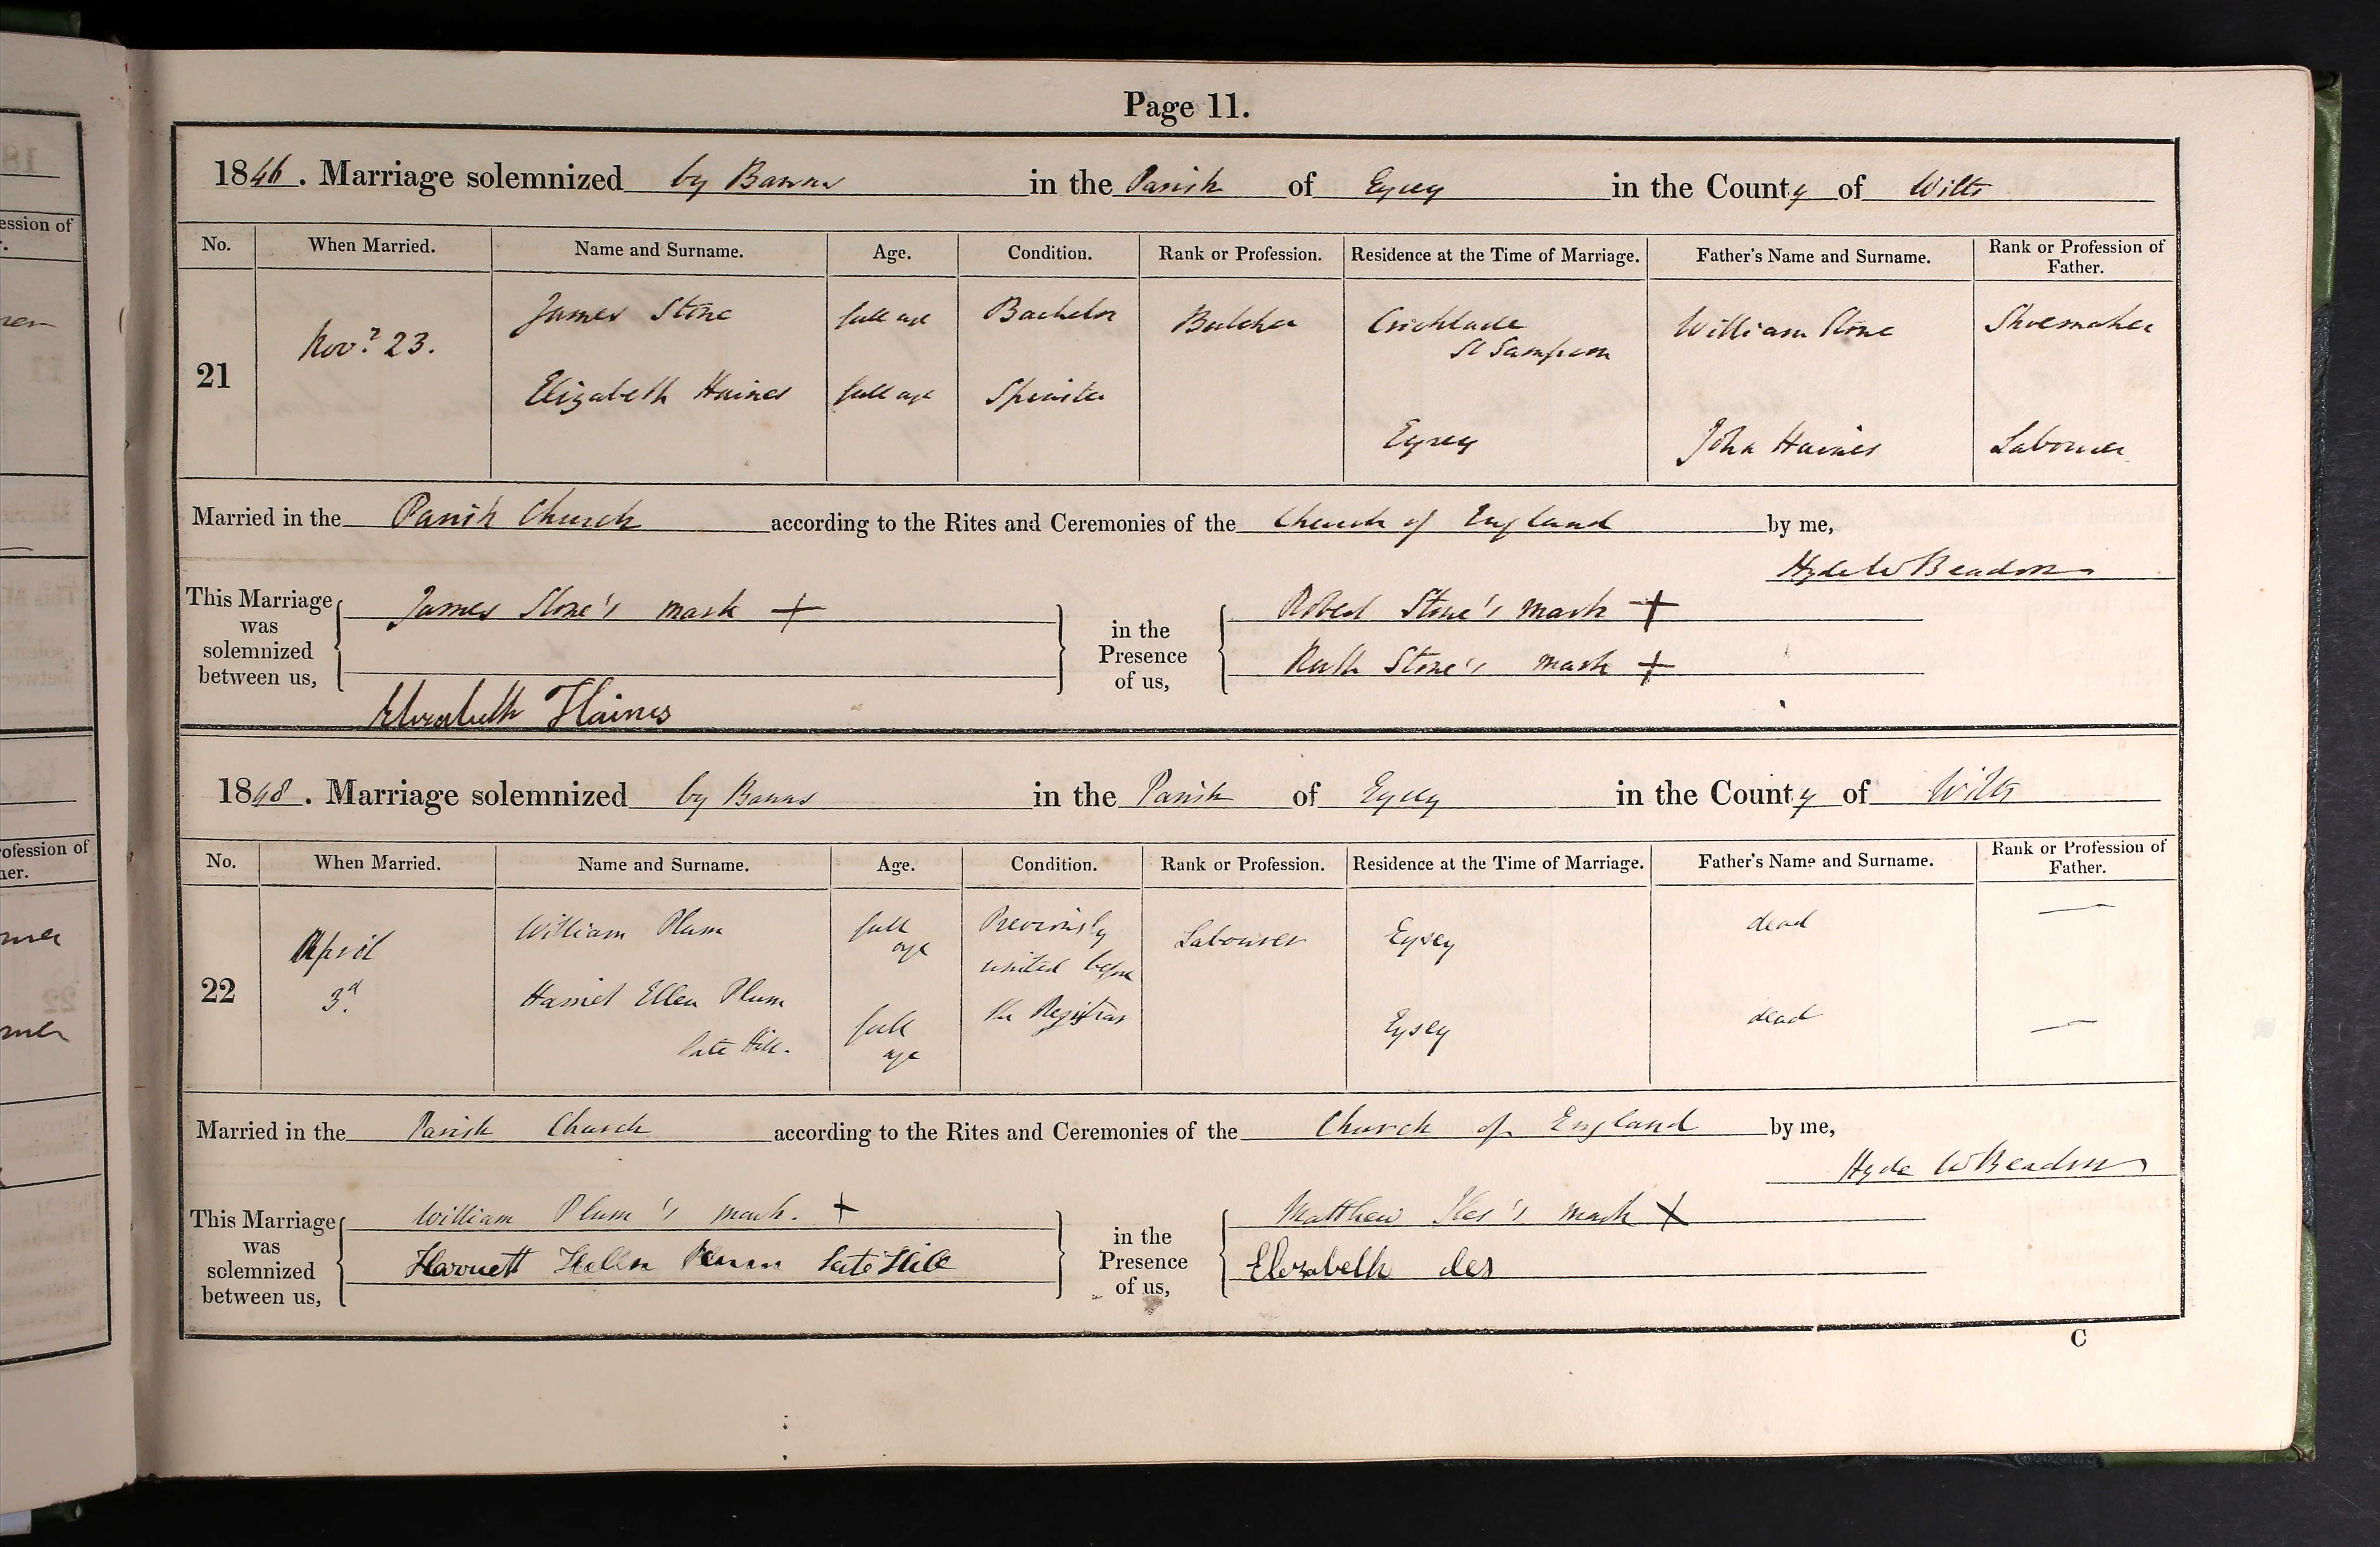 Page 11.
1846. Marriage solemnized by Banns in the Parish of Eysey in the County of Wilts
No. When Married. Name and Surname. Age. Condition. Rank or Profession. Residence at the Time of Marriage. Father's Name and Surname. Rank or Profession of Father.
21 Novr 23. James Stone full age Bachelor Butcher Cricklade St Sampson William Stone Shoemaker
Elizabeth Haines full age Spinster Eysey John Haines Labourer
Married in the Parish Church according to the Rites and Ceremonies of the Church of England by me,
Hyde W Beadon
This Marriage was solemnized between us, James Stone's mark + in the Presence of us, Robert Stone's mark +
Ruth Stone's mark +
Elizabeth Haines
1848. Marriage solemnized by Banns in the Parish of Eysey in the County of Wilts
No. When Married. Name and Surname. Age. Condition. Rank or Profession. Residence at the Time of Marriage. Father's Name and Surname. Rank or Profession of Father.
22 April 3d. William Plum full age Previously united before the Registrar Labourer Eysey dead —
Harriet Ellen Plum late Hill. full age Eysey dead —
Married in the Parish Church according to the Rites and Ceremonies of the Church of England by me,
Hyde W Beadon
This Marriage was solemnized between us, William Plum's mark. + in the Presence of us, Matthew Iles's mark X
Harruett Hellen Plum late Hill Elezabelh iles
C